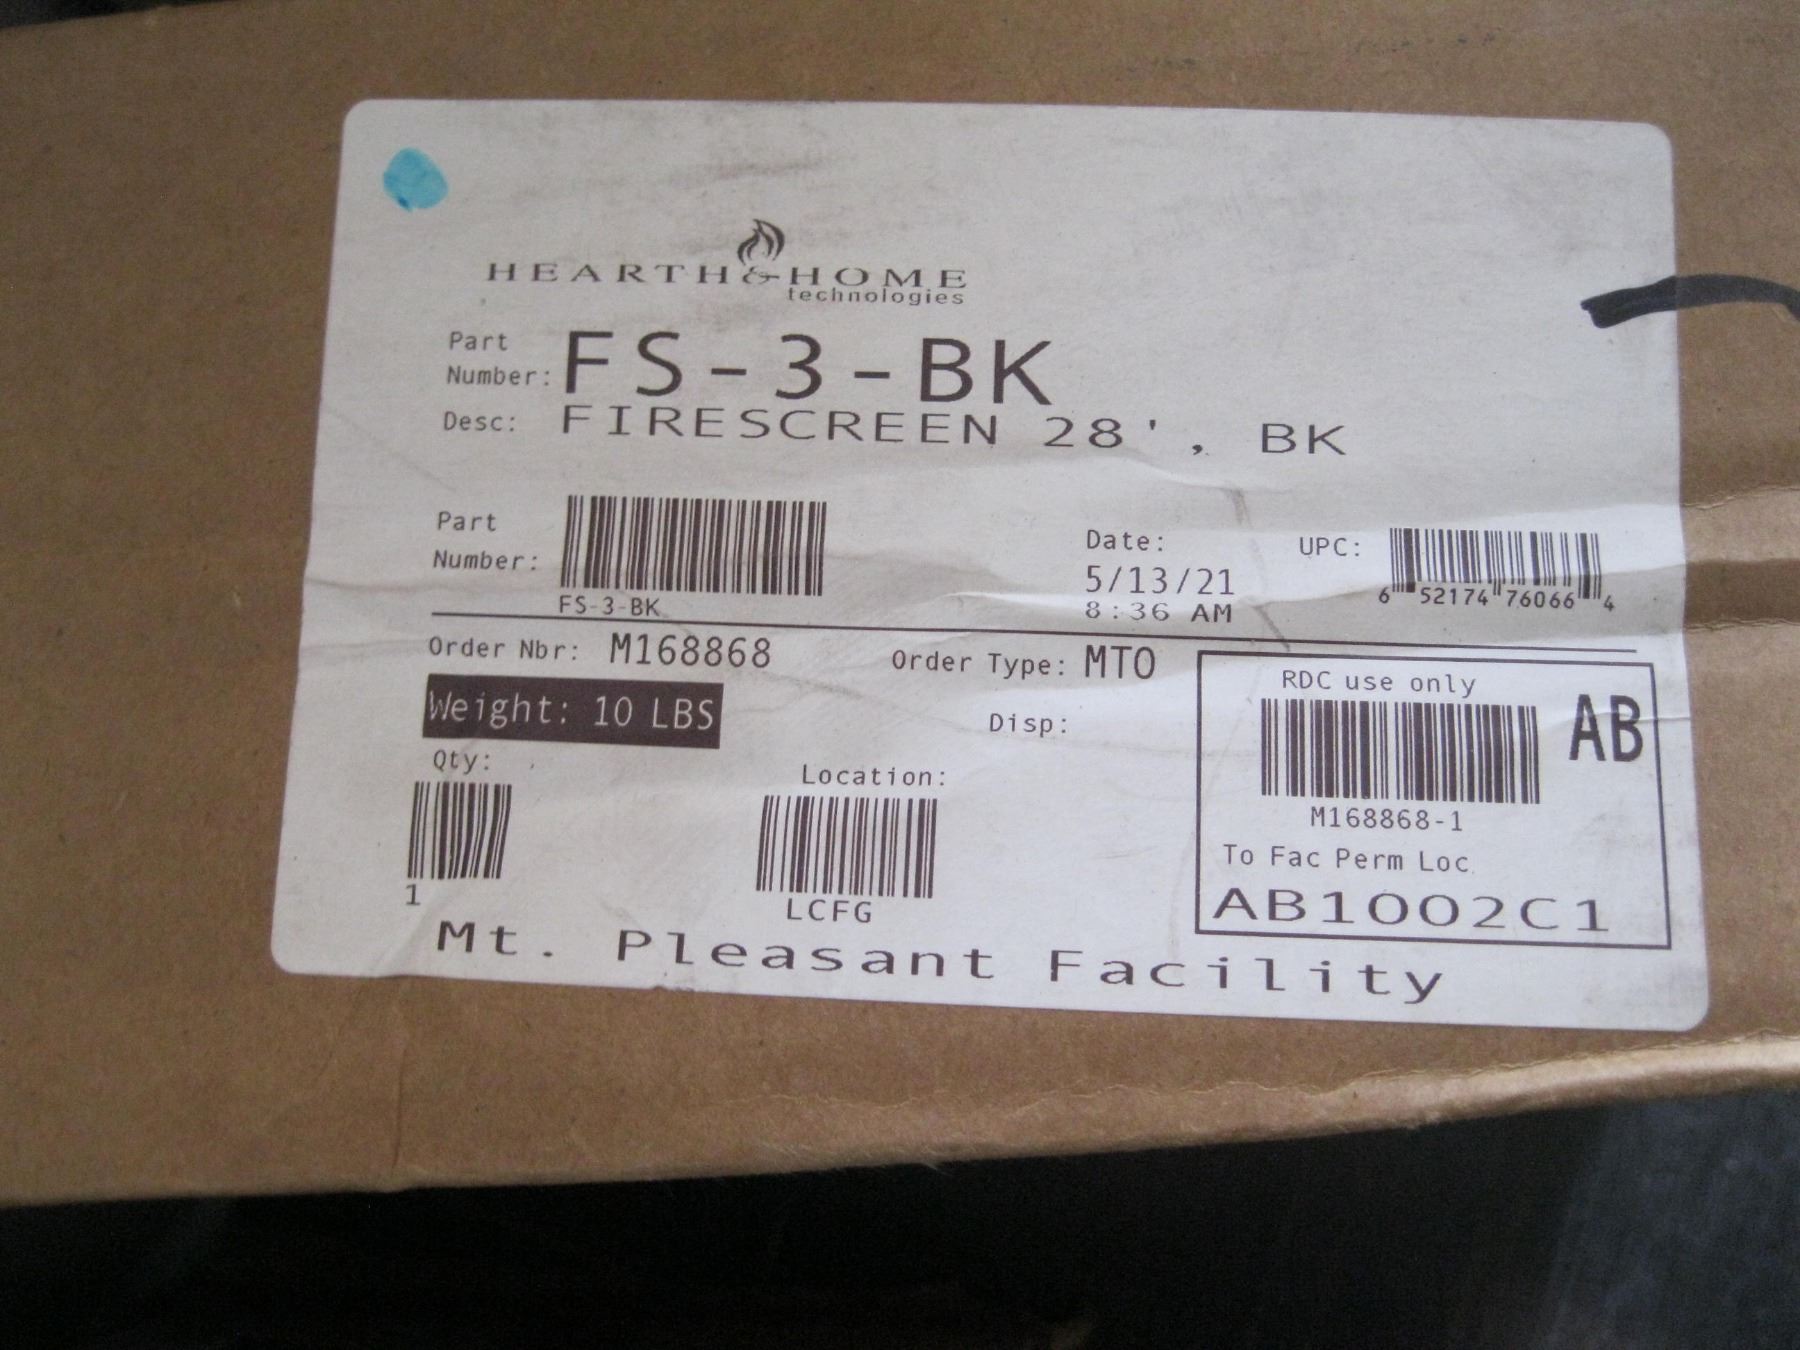 HEARTH & HOME
technologies
Part Number: FS-3-BK
Desc: FIRESCREEN 28', BK
Part Number: FS-3-BK
Date: 5/13/21
8:36 AM
UPC: 6 52174 76066 4
Order Nbr: M168868
Order Type: MTO
Weight: 10 LBS
Disp:
RDC use only
AB
M168868-1
To Fac Perm Loc
AB1002C1
Qty:
1
Location:
LCFG
Mt. Pleasant Facility